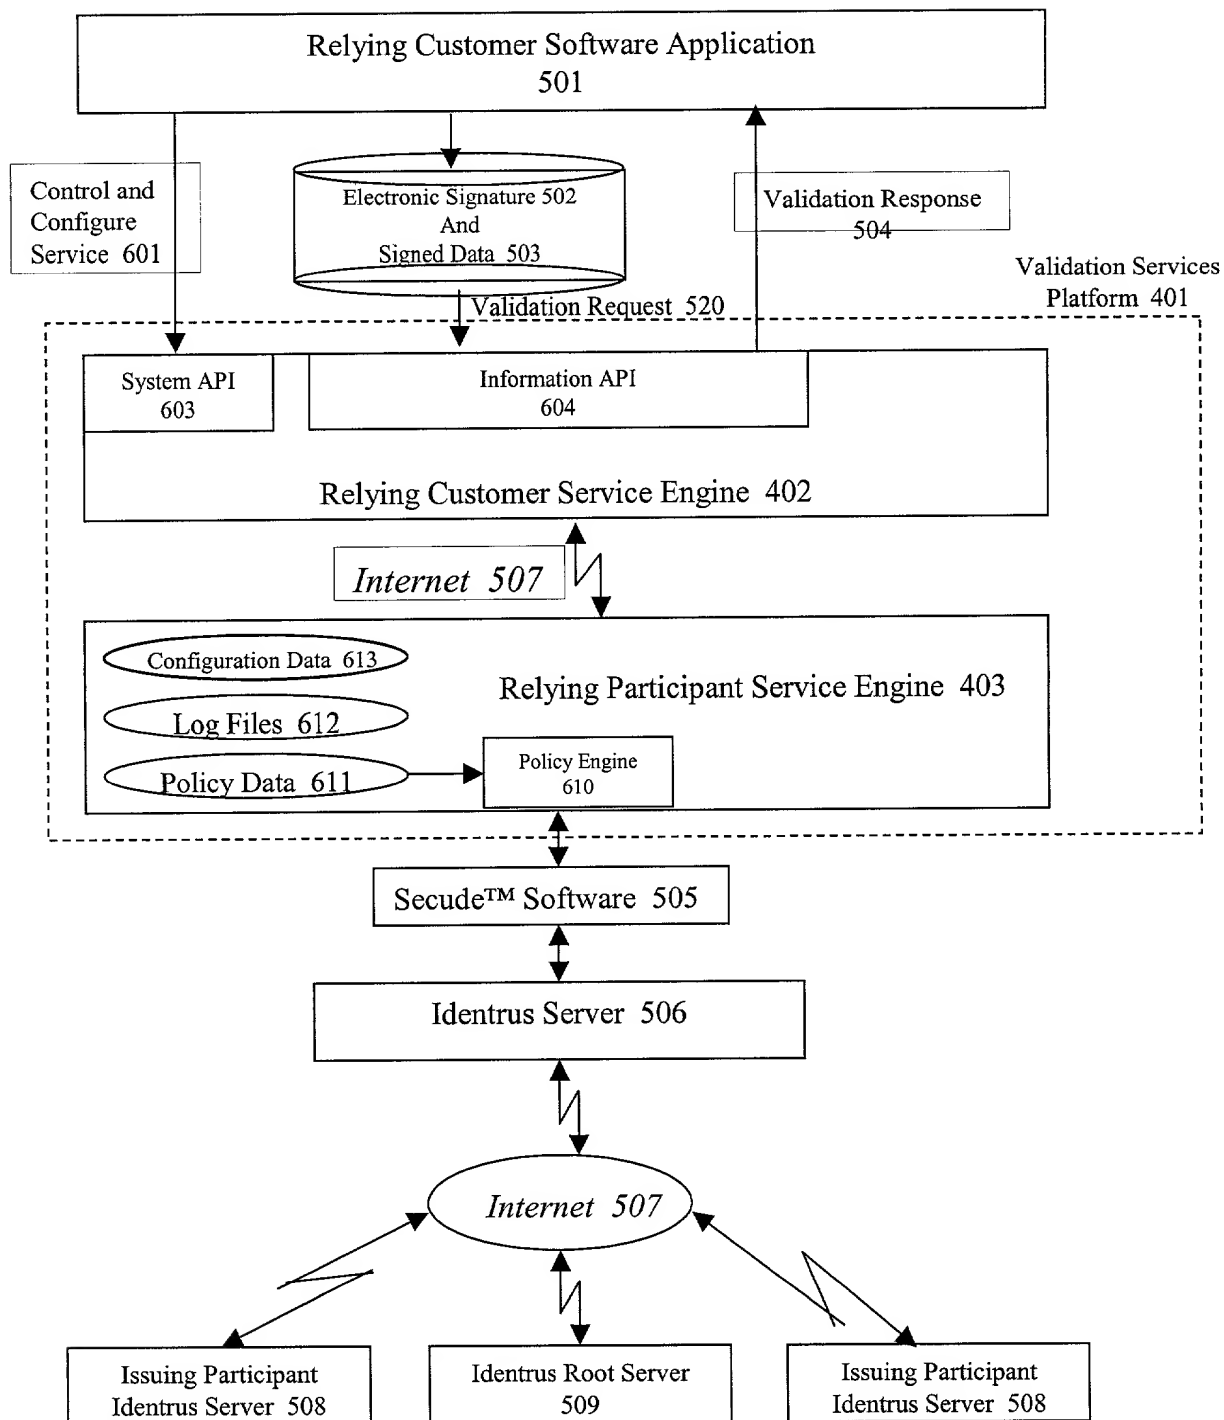 Relying Customer Software Application
501
Control and
Configure
Service 601
Electronic Signature 502
And
Signed Data 503
Validation Response
504
Validation Services
Platform 401
Validation Request 520
System API
603
Information API
604
Relying Customer Service Engine 402
Internet 507
Configuration Data 613
Relying Participant Service Engine 403
Log Files 612
Policy Data 611
Policy Engine
610
Secude™ Software 505
Identrus Server 506
Internet 507
Issuing Participant
Identrus Server 508
Identrus Root Server
509
Issuing Participant
Identrus Server 508